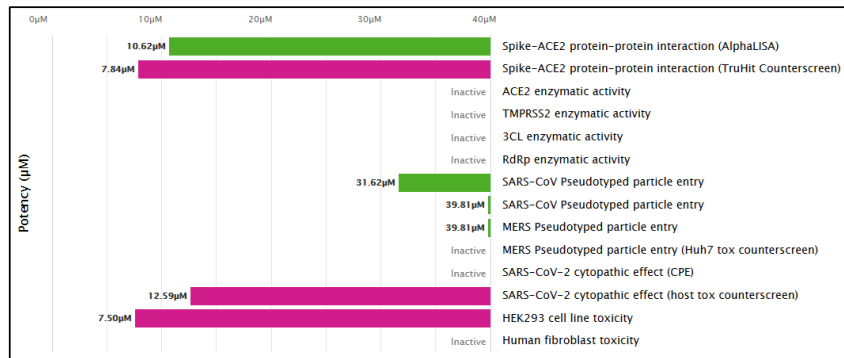 0µM 10µM 20µM 30µM 40µM
10.62µM Spike-ACE2 protein-protein interaction (AlphaLISA)
7.84µM Spike-ACE2 protein-protein interaction (TruHit Counterscreen)
Inactive ACE2 enzymatic activity
Inactive TMPRSS2 enzymatic activity
Inactive 3CL enzymatic activity
Inactive RdRp enzymatic activity
31.62µM SARS-CoV Pseudotyped particle entry
39.81µM SARS-CoV Pseudotyped particle entry
39.81µM MERS Pseudotyped particle entry
Inactive MERS Pseudotyped particle entry (Huh7 tox counterscreen)
Inactive SARS-CoV-2 cytopathic effect (CPE)
12.59µM SARS-CoV-2 cytopathic effect (host tox counterscreen)
7.50µM HEK293 cell line toxicity
Inactive Human fibroblast toxicity
Potency (µM)